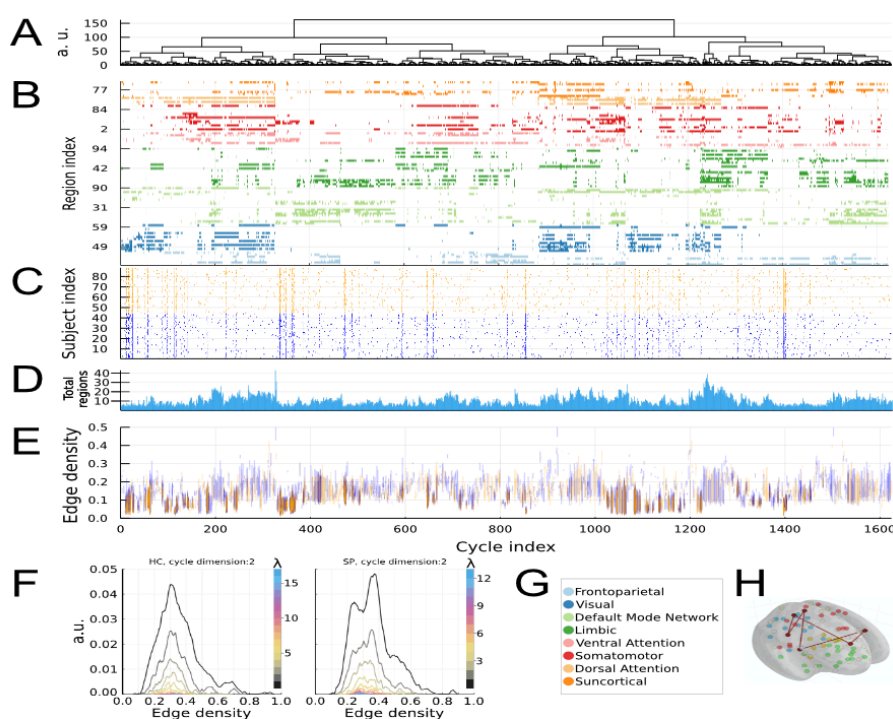 A
a. u.
150
100
50
0
B
Region index
77
84
2
94
42
90
31
59
49
C
Subject index
80
70
60
50
40
30
20
10
D
Total
regions
40
30
20
10
E
Edge density
0.5
0.4
0.3
0.2
0.1
0.0
0 200 400 600 800 1000 1200 1400 1600
Cycle index
F
HC, cycle dimension:2
λ
a.u.
0.05
0.04
0.03
0.02
0.01
0.00
15
10
5
0.0 0.2 0.4 0.6 0.8 1.0
Edge density
SP, cycle dimension:2
λ
12
9
6
3
0.0 0.2 0.4 0.6 0.8 1.0
Edge density
G
Frontoparietal
Visual
Default Mode Network
Limbic
Ventral Attention
Somatomotor
Dorsal Attention
Suncortical
H